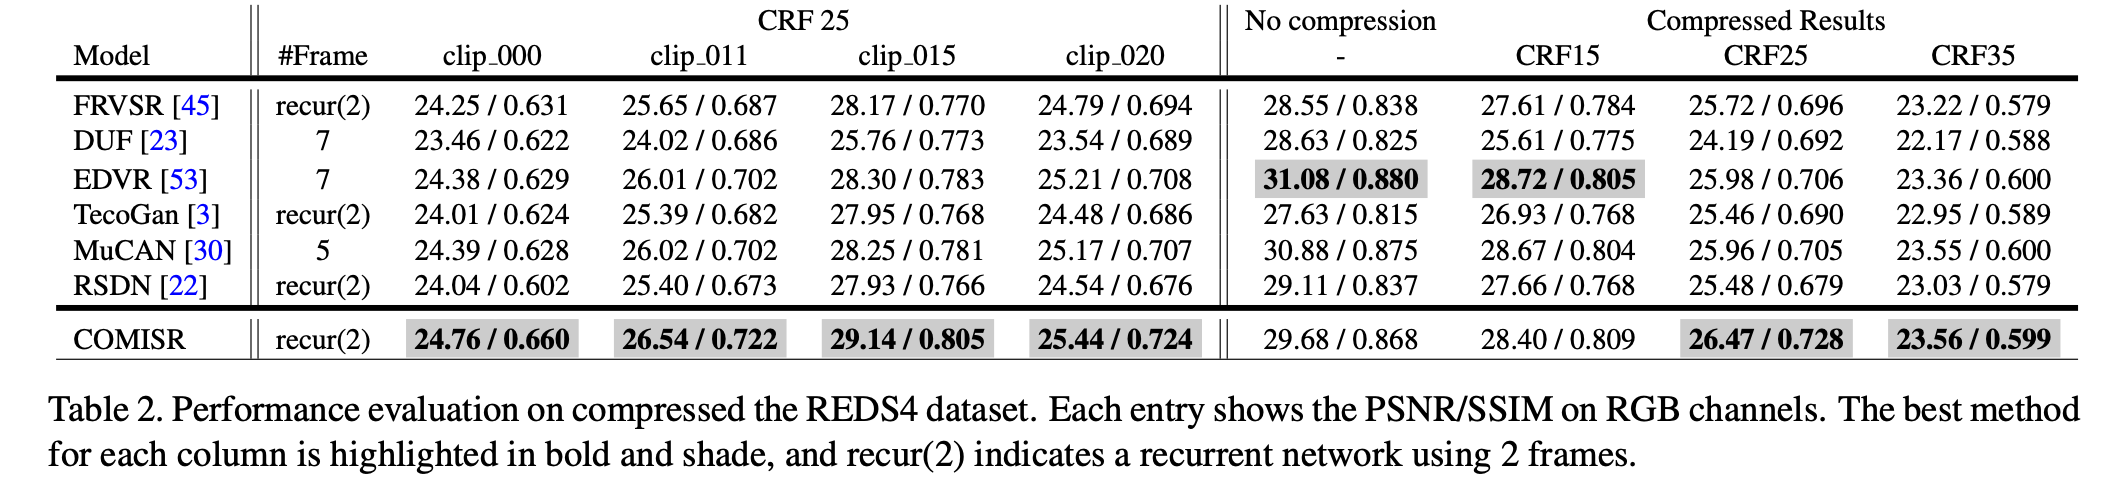 CRF 25 No compression Compressed Results
Model #Frame clip_000 clip_011 clip_015 clip_020 - CRF15 CRF25 CRF35
FRVSR [45] recur(2) 24.25 / 0.631 25.65 / 0.687 28.17 / 0.770 24.79 / 0.694 28.55 / 0.838 27.61 / 0.784 25.72 / 0.696 23.22 / 0.579
DUF [23] 7 23.46 / 0.622 24.02 / 0.686 25.76 / 0.773 23.54 / 0.689 28.63 / 0.825 25.61 / 0.775 24.19 / 0.692 22.17 / 0.588
EDVR [53] 7 24.38 / 0.629 26.01 / 0.702 28.30 / 0.783 25.21 / 0.708 31.08 / 0.880 28.72 / 0.805 25.98 / 0.706 23.36 / 0.600
TecoGan [3] recur(2) 24.01 / 0.624 25.39 / 0.682 27.95 / 0.768 24.48 / 0.686 27.63 / 0.815 26.93 / 0.768 25.46 / 0.690 22.95 / 0.589
MuCAN [30] 5 24.39 / 0.628 26.02 / 0.702 28.25 / 0.781 25.17 / 0.707 30.88 / 0.875 28.67 / 0.804 25.96 / 0.705 23.55 / 0.600
RSDN [22] recur(2) 24.04 / 0.602 25.40 / 0.673 27.93 / 0.766 24.54 / 0.676 29.11 / 0.837 27.66 / 0.768 25.48 / 0.679 23.03 / 0.579
COMISR recur(2) 24.76 / 0.660 26.54 / 0.722 29.14 / 0.805 25.44 / 0.724 29.68 / 0.868 28.40 / 0.809 26.47 / 0.728 23.56 / 0.599
Table 2. Performance evaluation on compressed the REDS4 dataset. Each entry shows the PSNR/SSIM on RGB channels. The best method
for each column is highlighted in bold and shade, and recur(2) indicates a recurrent network using 2 frames.